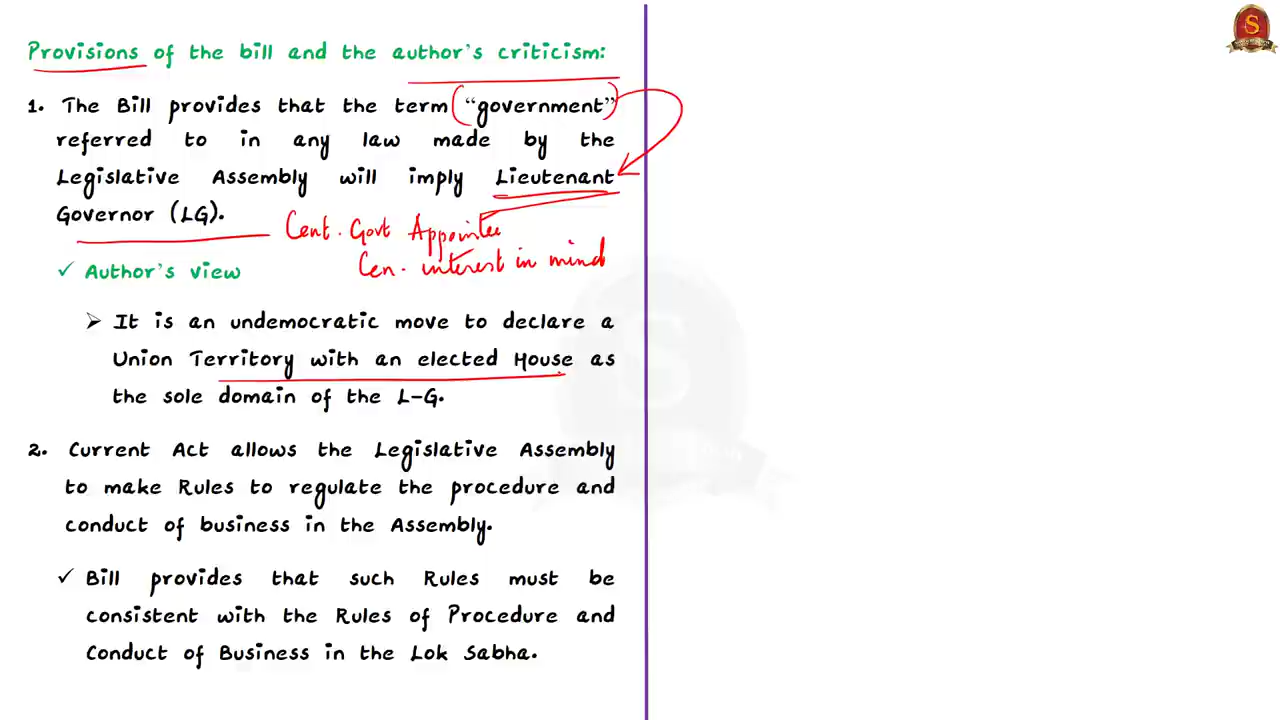 Provisions of the bill and the author's criticism:
1. The Bill provides that the term "government"
referred to in any law made by the
Legislative Assembly will imply Lieutenant
Governor (LG).
Cent. Govt Appointee
Cen. interest in mind
✓ Author's view
➤ It is an undemocratic move to declare a
Union Territory with an elected House as
the sole domain of the L-G.
2. Current Act allows the Legislative Assembly
to make Rules to regulate the procedure and
conduct of business in the Assembly.
✓ Bill provides that such Rules must be
consistent with the Rules of Procedure and
Conduct of Business in the Lok Sabha.
S